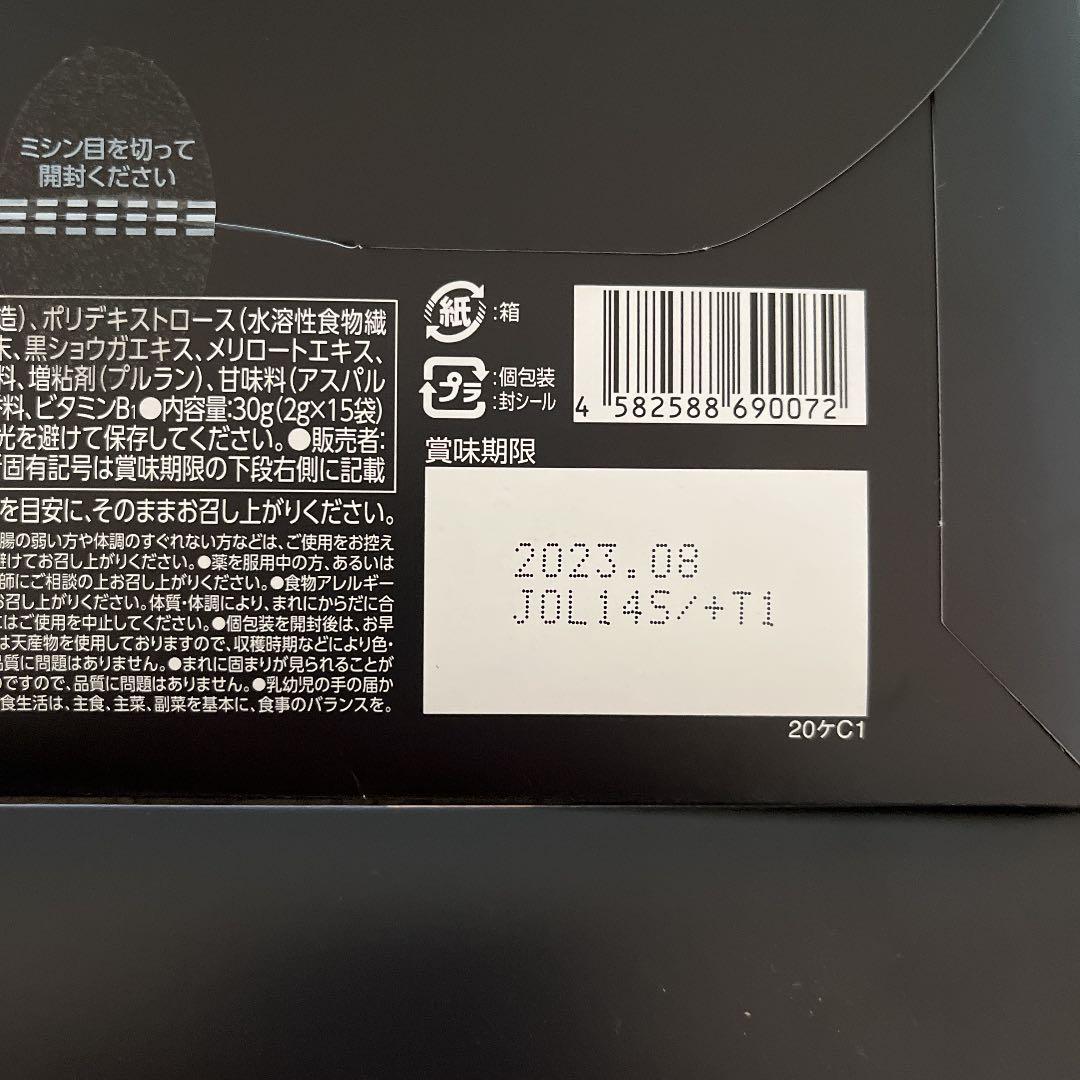 ミシン目を切って
開封ください
造)、ポリデキストロース(水溶性食物繊
末、黒ショウガエキス、メリロートエキス、
料、増粘剤(プルラン)、甘味料(アスパル
料、ビタミンB₁●内容量:30g(2g×15袋)
光を避けて保存してください。●販売者:
固有記号は賞味期限の下段右側に記載
を目安に、そのままお召し上がりください。
腸の弱い方や体調のすぐれない方などは、ご使用をお控え
避けてお召し上がりください。●薬を服用中の方、あるいは
師にご相談の上お召し上がりください。●食物アレルギー
お召し上がりください。体質・体調により、まれにからだに合
にはご使用を中止してください。●個包装を開封後は、お早
は天産物を使用しておりますので、収穫時期などにより色・
品質に問題はありません。●まれに固まりが見られることが
のですので、品質に問題はありません。●乳幼児の手の届か
食生活は、主食、主菜、副菜を基本に、食事のバランスを。
紙:箱
プラ:個包装
:封シール
4 582588 690072
賞味期限
2023.08
JOL14S/+T1
20ケC1